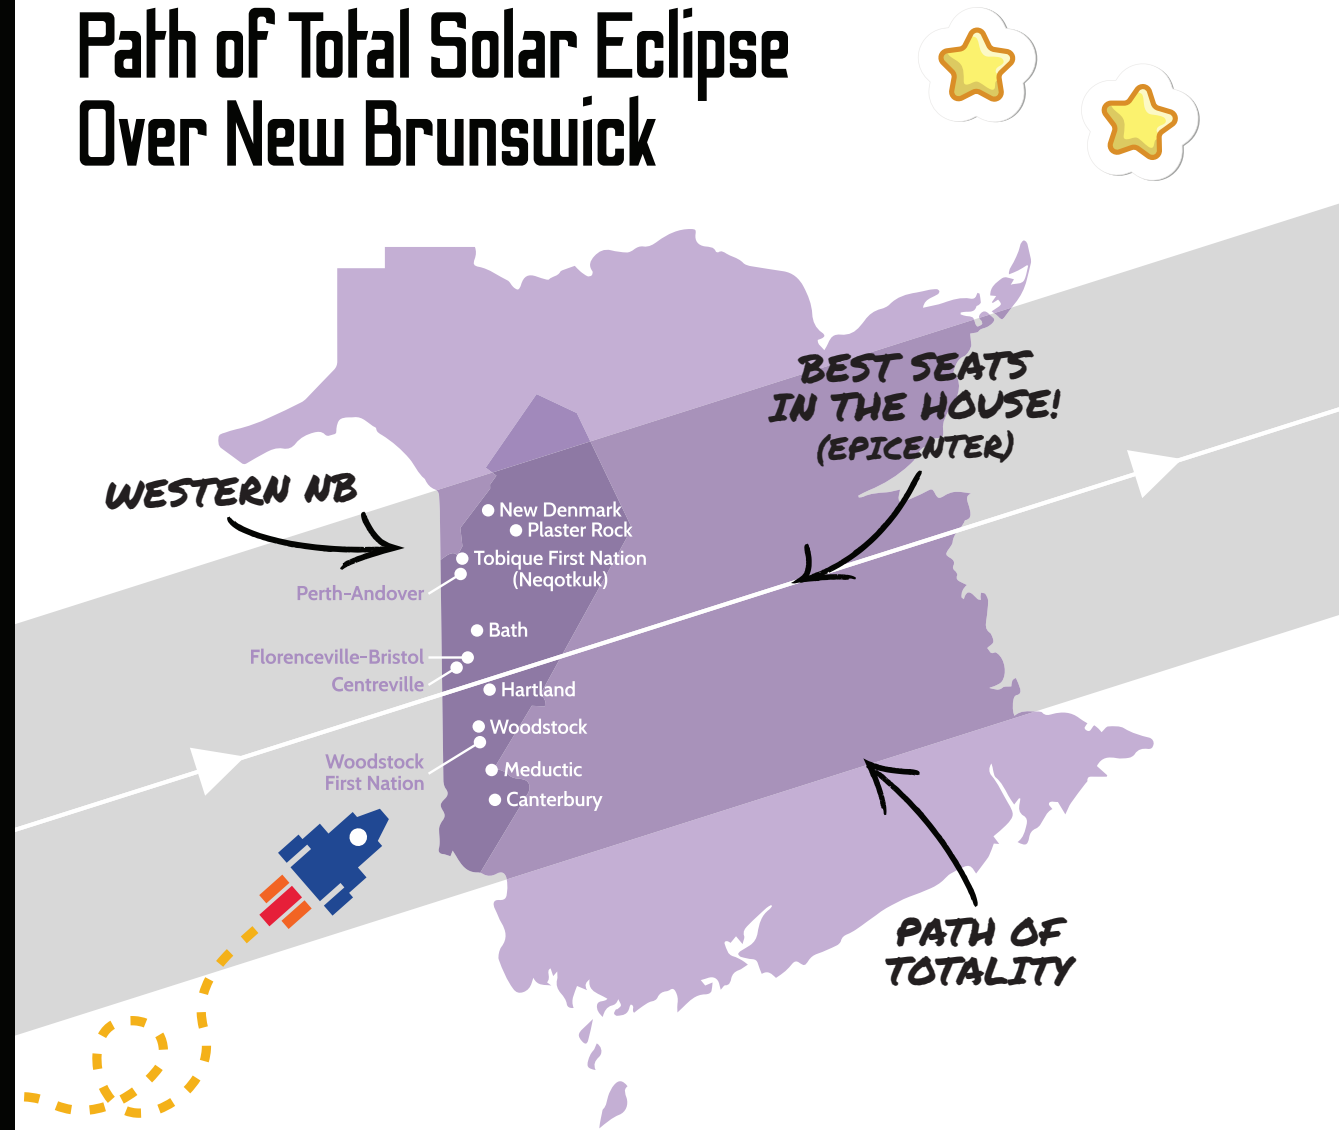 Path of Total Solar Eclipse
Over New Brunswick
BEST SEATS
IN THE HOUSE!
(EPICENTER)
WESTERN NB
New Denmark
Plaster Rock
Tobique First Nation
(Neqotkuk)
Perth-Andover
Bath
Florenceville-Bristol
Centreville
Hartland
Woodstock
Woodstock
First Nation
Meductic
Canterbury
PATH OF
TOTALITY